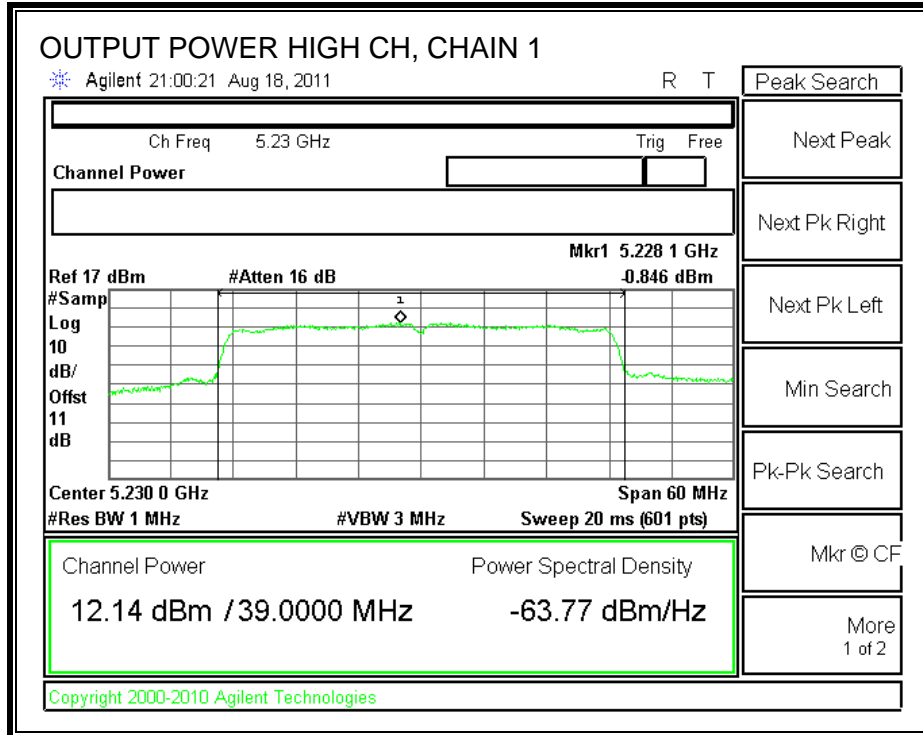 OUTPUT POWER HIGH CH, CHAIN 1
Agilent 21:00:21 Aug 18, 2011 R T
Peak Search
Ch Freq 5.23 GHz Trig Free
Channel Power
Mkr1 5.228 1 GHz
Ref 17 dBm #Atten 16 dB -0.846 dBm
#Samp
Log
10
dB/
Offst
11
dB
1
Center 5.230 0 GHz Span 60 MHz
#Res BW 1 MHz #VBW 3 MHz Sweep 20 ms (601 pts)
Channel Power Power Spectral Density
12.14 dBm / 39.0000 MHz -63.77 dBm/Hz
Copyright 2000-2010 Agilent Technologies
Next Peak
Next Pk Right
Next Pk Left
Min Search
Pk-Pk Search
Mkr © CF
More
1 of 2